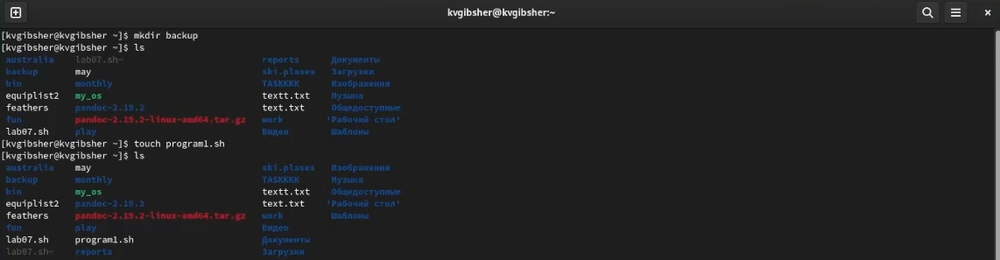 kvgibsher@kvgibsher:~
[kvgibsher@kvgibsher ~]$ mkdir backup
[kvgibsher@kvgibsher ~]$ ls
australia lab07.sh~ reports Документы
backup may ski.plases Загрузки
bin monthly TASKKKK Изображения
equiplist2 my_os textt.txt Музыка
feathers pandoc-2.19.2 text.txt Общедоступные
fun pandoc-2.19.2-linux-amd64.tar.gz work 'Рабочий стол'
lab07.sh play Видео Шаблоны
[kvgibsher@kvgibsher ~]$ touch program1.sh
[kvgibsher@kvgibsher ~]$ ls
australia may ski.plases Изображения
backup monthly TASKKKK Музыка
bin my_os textt.txt Общедоступные
equiplist2 pandoc-2.19.2 text.txt 'Рабочий стол'
feathers pandoc-2.19.2-linux-amd64.tar.gz work Шаблоны
fun play Видео
lab07.sh program1.sh Документы
lab07.sh~ reports Загрузки